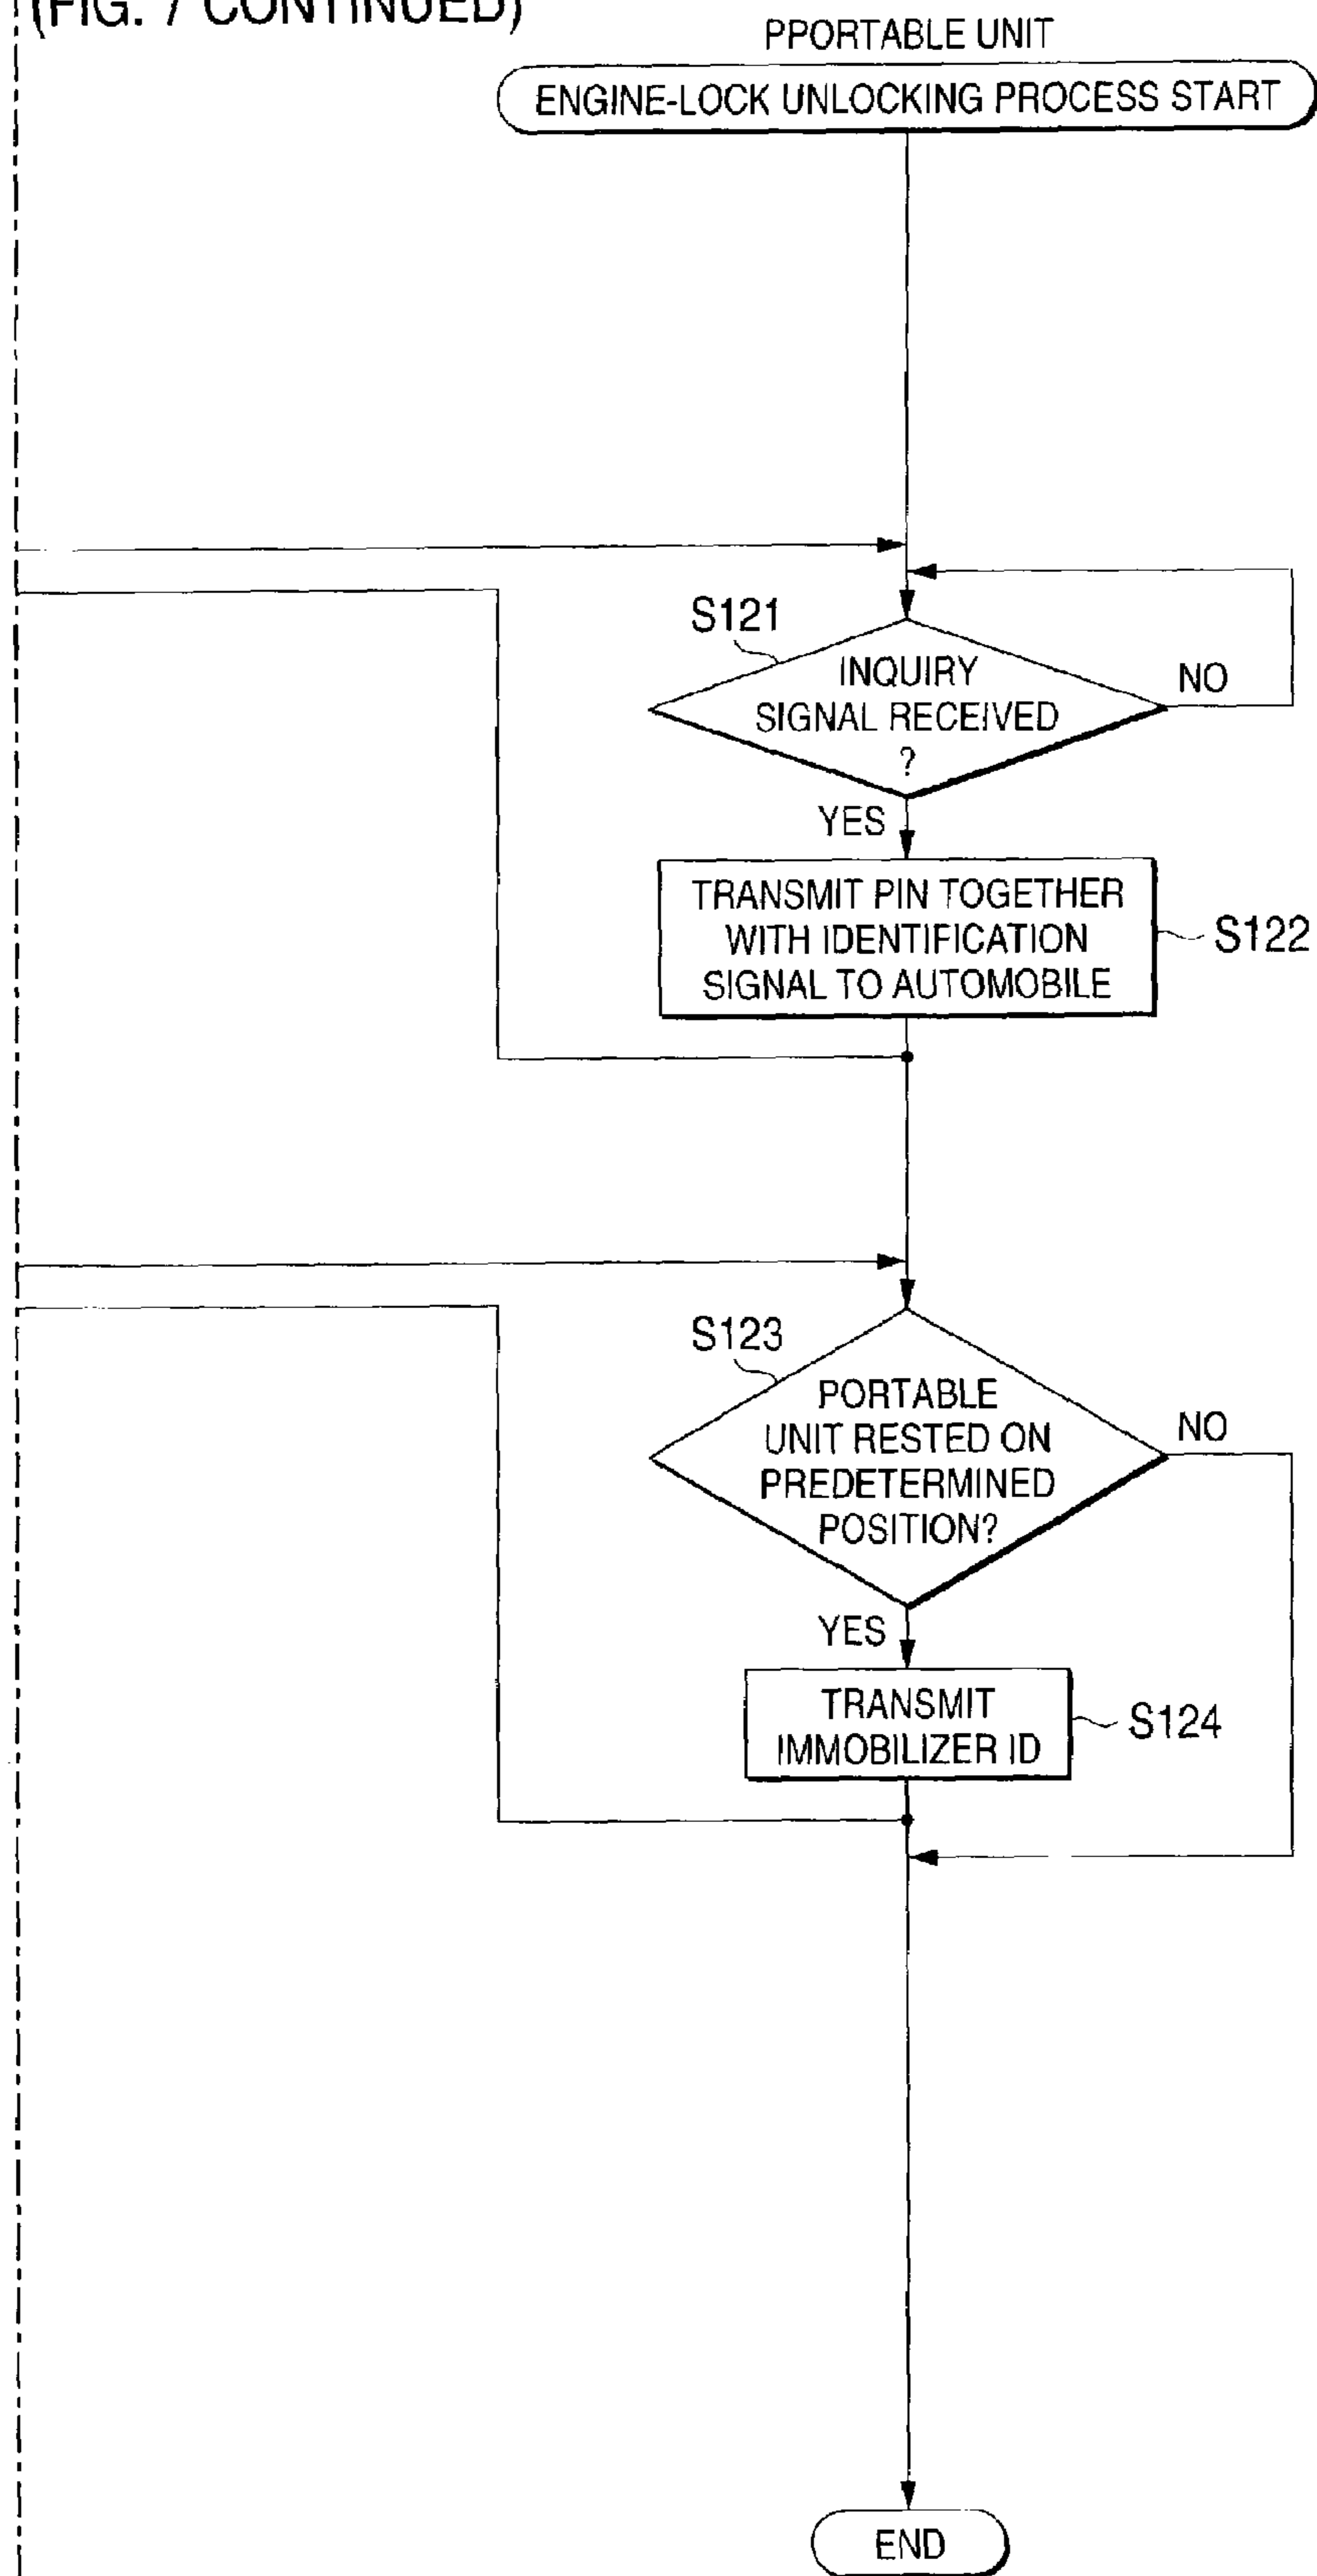 (FIG. 7 CONTINUED)
PPORTABLE UNIT
ENGINE-LOCK UNLOCKING PROCESS START
S121
INQUIRY
SIGNAL RECEIVED
?
NO
YES
TRANSMIT PIN TOGETHER
WITH IDENTIFICATION
SIGNAL TO AUTOMOBILE
S122
S123
PORTABLE
UNIT RESTED ON
PREDETERMINED
POSITION?
NO
YES
TRANSMIT
IMMOBILIZER ID
S124
END